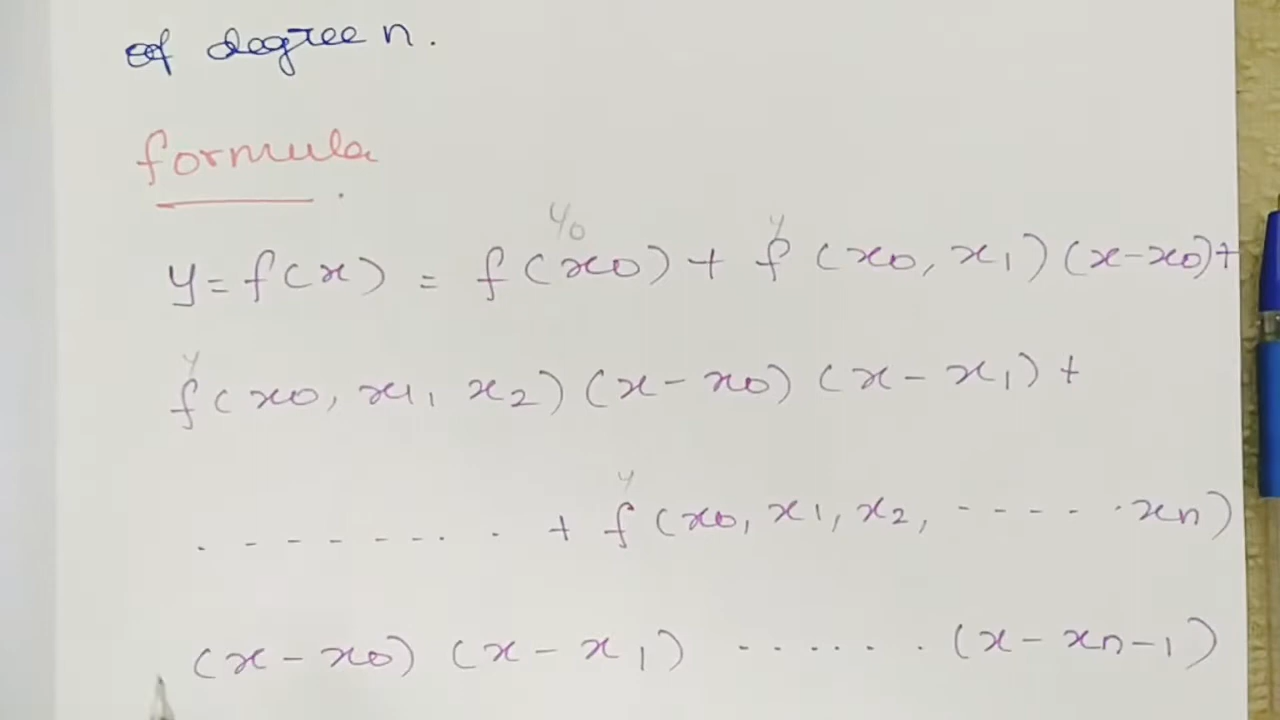 of degree n.
formula
y0 y
y = f(x) = f(x0) + f(x0, x1)(x-x0)+
y
f(x0, x1, x2)(x-x0)(x-x1)+
y
. - - - - - . . + f(x0, x1, x2, - - - - . xn)
(x-x0)(x-x1) ....... (x-xn-1)